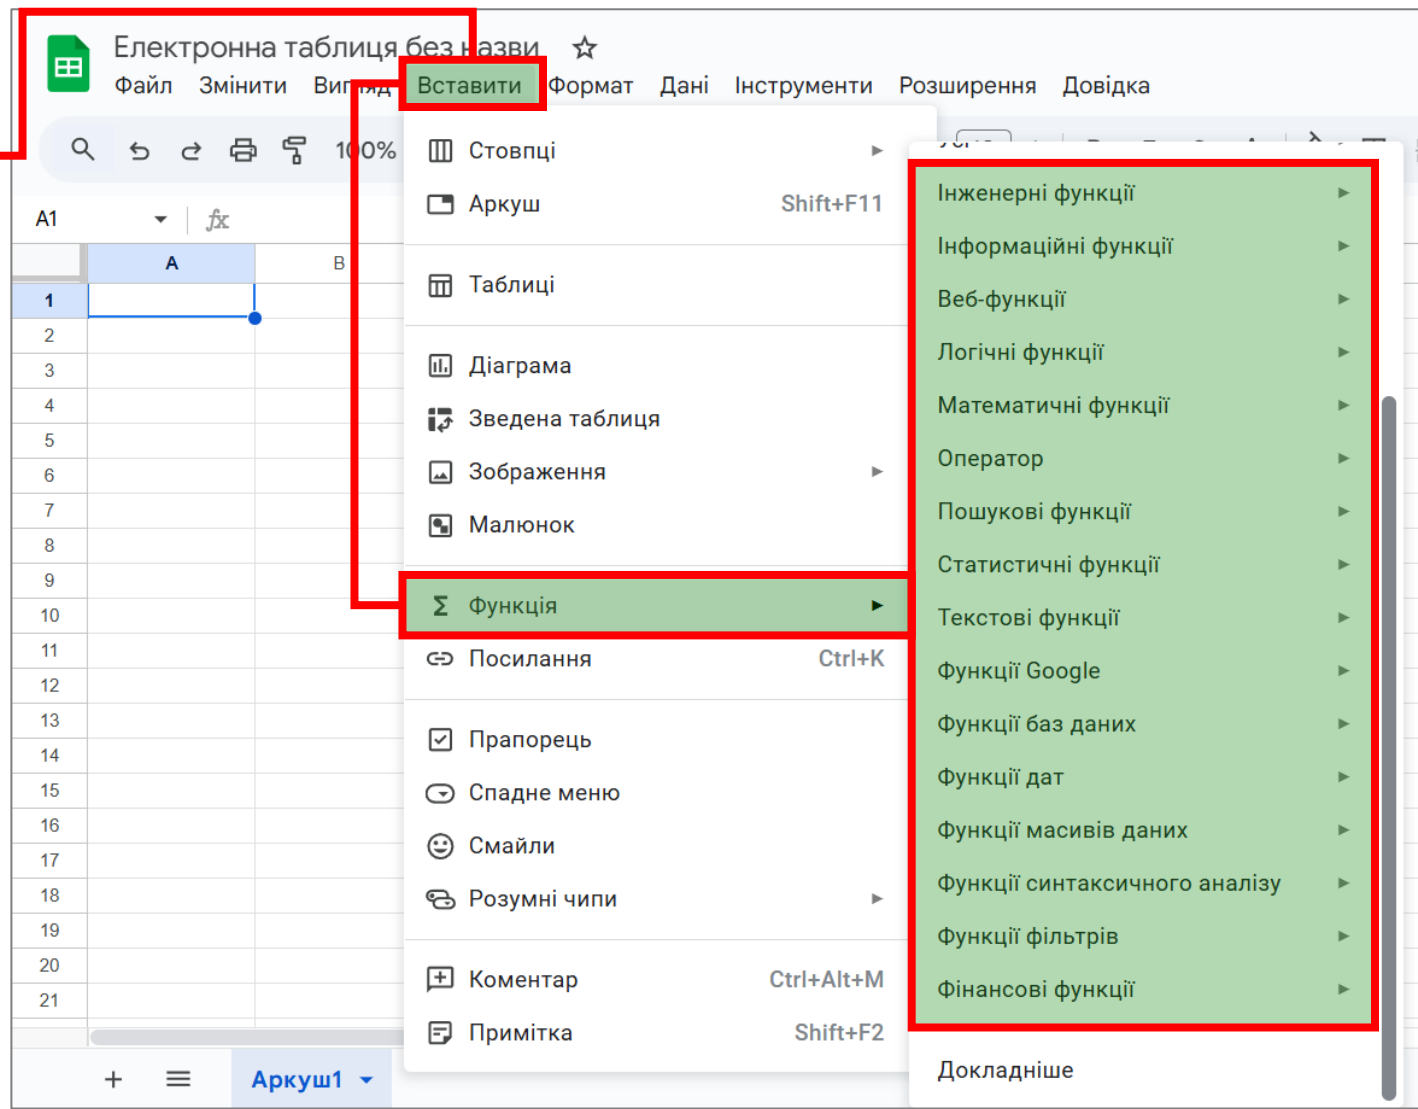 Електронна таблиця без назви
Файл Змінити Вигляд Вставити Формат Дані Інструменти Розширення Довідка
100%
A1
fx
A B
1
2
3
4
5
6
7
8
9
10
11
12
13
14
15
16
17
18
19
20
21
Стовпці
Аркуш Shift+F11
Таблиці
Діаграма
Зведена таблиця
Зображення
Малюнок
Функція
Посилання Ctrl+K
Прапорець
Спадне меню
Смайли
Розумні чипи
Коментар Ctrl+Alt+M
Примітка Shift+F2
Інженерні функції
Інформаційні функції
Веб-функції
Логічні функції
Математичні функції
Оператор
Пошукові функції
Статистичні функції
Текстові функції
Функції Google
Функції баз даних
Функції дат
Функції масивів даних
Функції синтаксичного аналізу
Функції фільтрів
Фінансові функції
Докладніше
Аркуш1